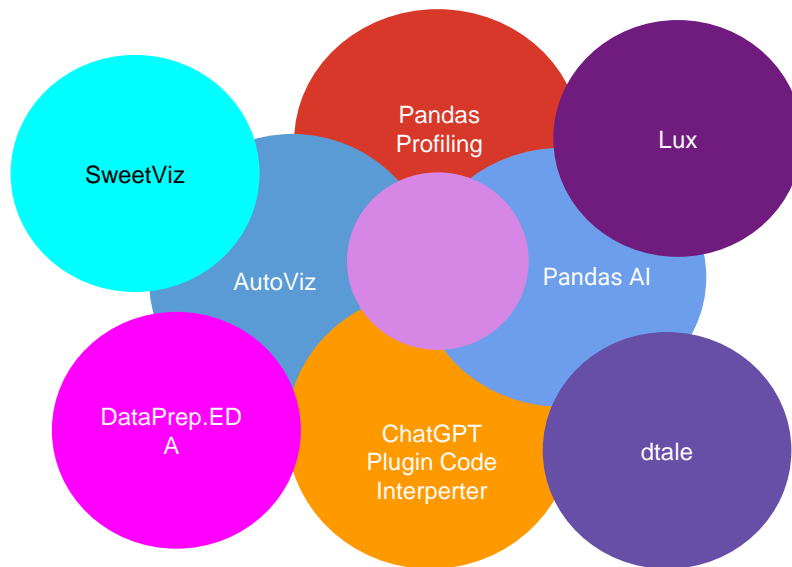 Pandas
Profiling
Lux
SweetViz
AutoViz
Pandas AI
DataPrep.ED
A
ChatGPT
Plugin Code
Interperter
dtale